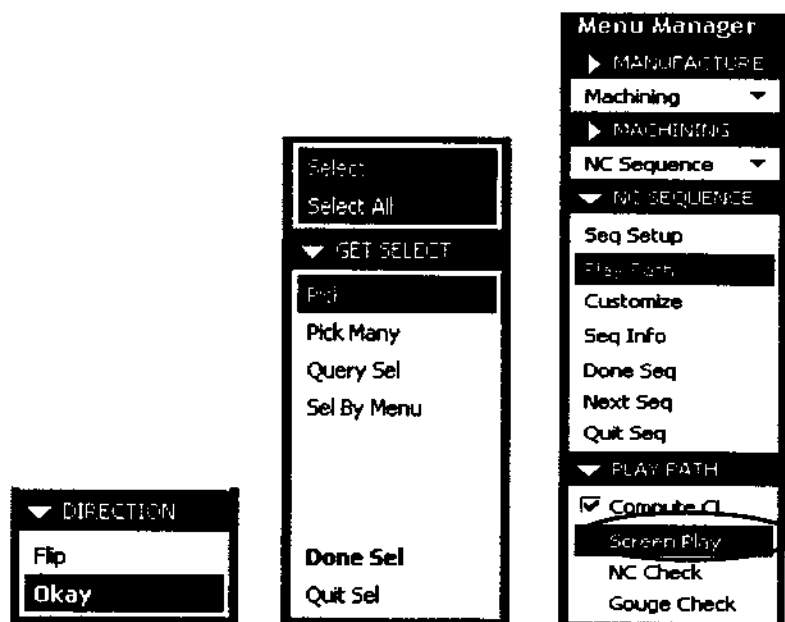 DIRECTION
Flip
Okay
Select
Select All
GET SELECT
Pick
Pick Many
Query Sel
Sel By Menu
Done Sel
Quit Sel
Menu Manager
MANUFACTURE
Machining
MACHINING
NC Sequence
NC SEQUENCE
Seq Setup
Play Path
Customize
Seq Info
Done Seq
Next Seq
Quit Seq
PLAY PATH
Compute CL
Screen Play
NC Check
Gouge Check